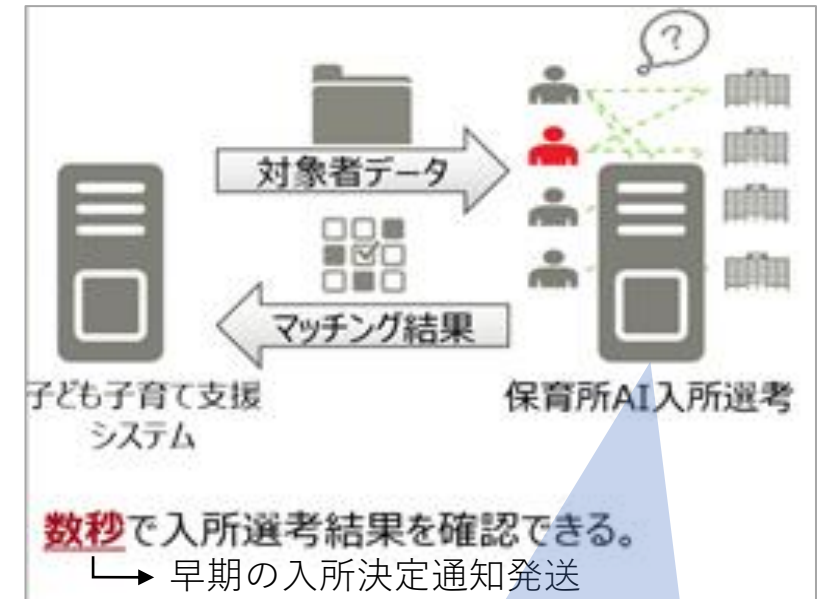 ?
対象者データ
マッチング結果
子ども子育て支援
システム
保育所AI入所選考
数秒で入所選考結果を確認できる。
早期の入所決定通知発送